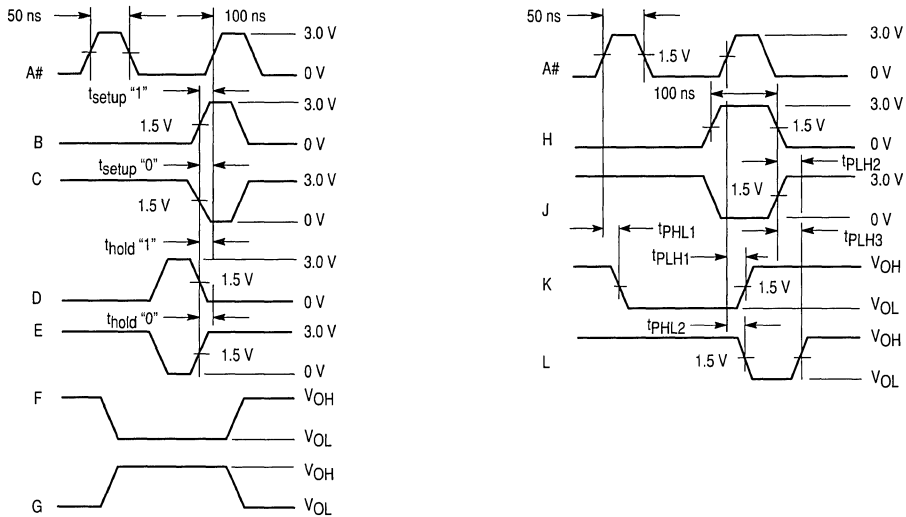 50 ns
100 ns
3.0 V
A#
0 V
tsetup “1”
3.0 V
1.5 V
B
0 V
tsetup “0”
C
3.0 V
1.5 V
0 V
thold “1”
3.0 V
1.5 V
D
0 V
thold “0”
E
3.0 V
1.5 V
0 V
F
VOH
VOL
VOH
G
VOL
50 ns
3.0 V
1.5 V
A#
0 V
100 ns
3.0 V
1.5 V
H
0 V
tPLH2
3.0 V
1.5 V
J
0 V
tPHL1
tPLH3
tPLH1
VOH
K
1.5 V
VOL
tPHL2
VOH
1.5 V
L
VOL